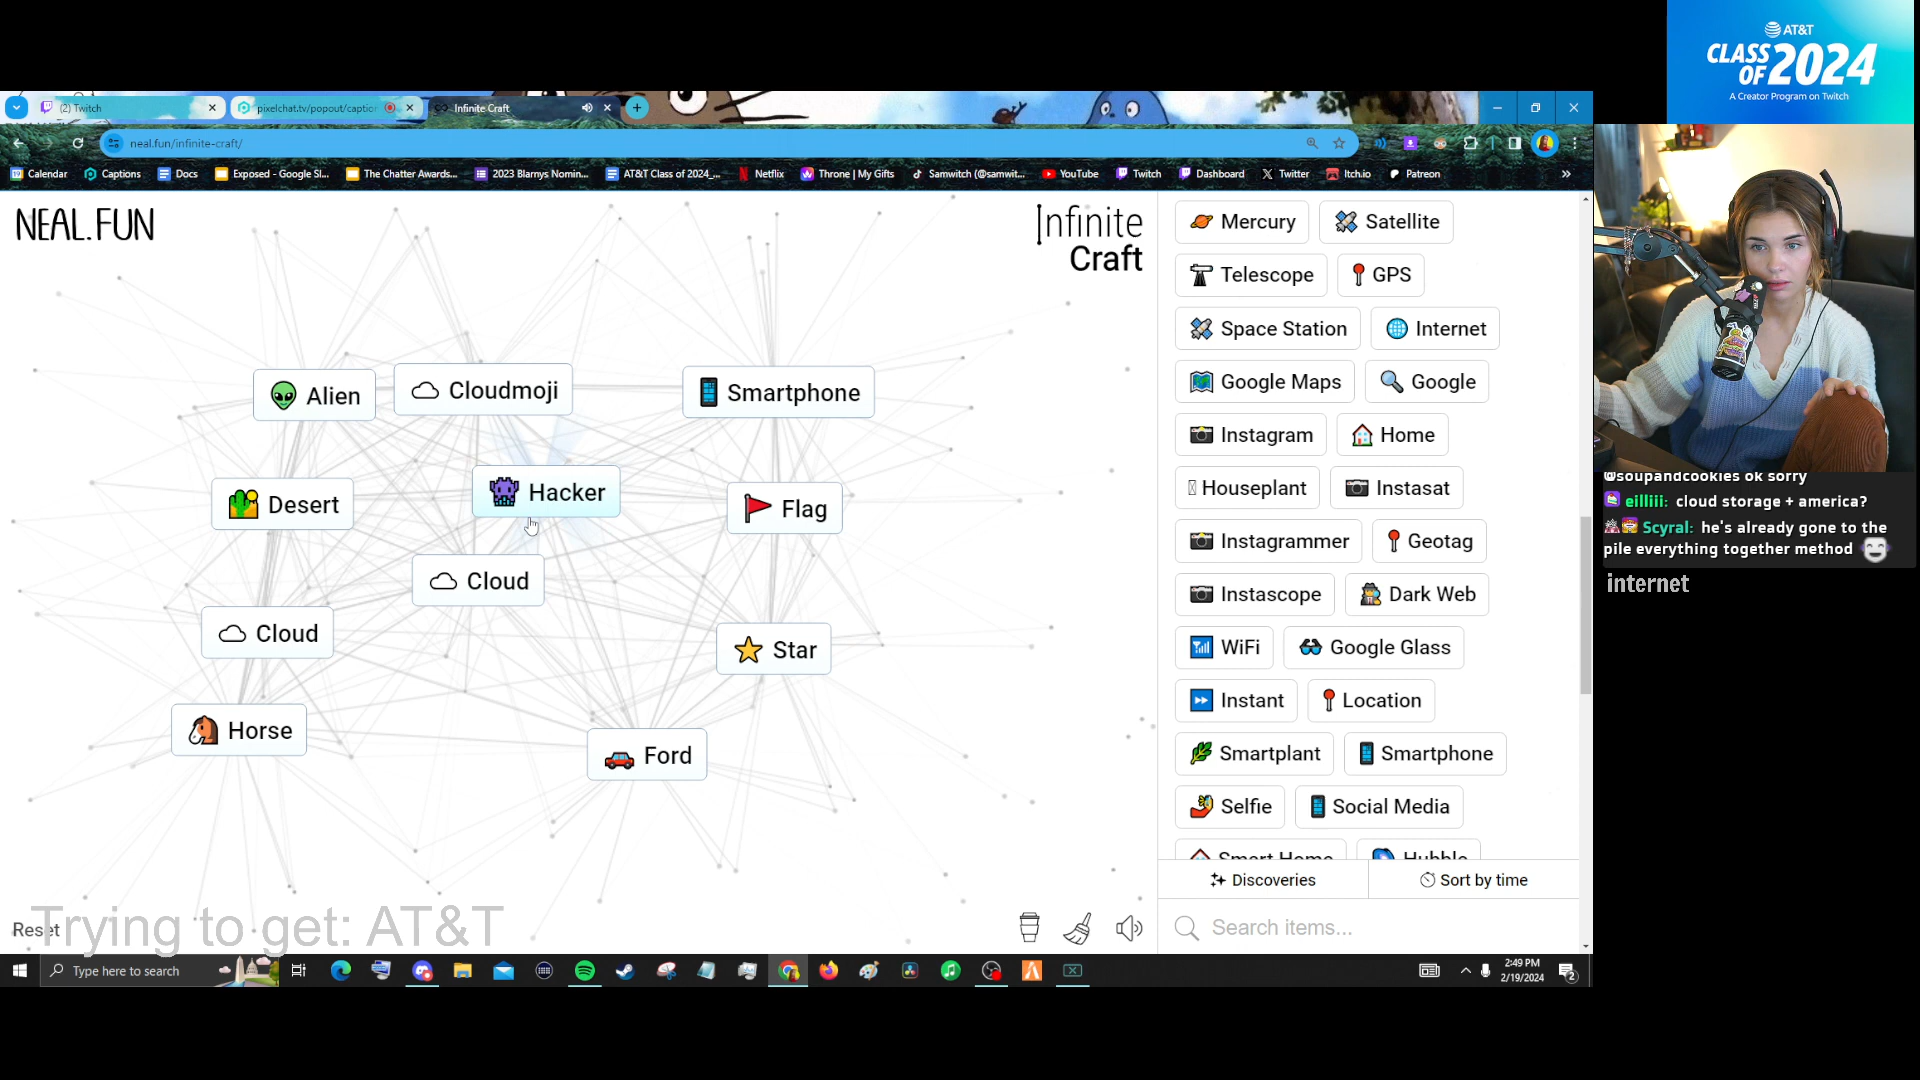 AT&T
CLASS
OF 2024
A Creator Program on Twitch
(2) Twitch
pixelchat.tv/popout/captio
Infinite Craft
neal.fun/infinite-craft/
Calendar
Captions
Docs
Exposed - Google Sl...
The Chatter Awards...
2023 Blarnys Nomin...
AT&T Class of 2024_...
Netflix
Throne | My Gifts
Samwitch (@samwit...
YouTube
Twitch
Dashboard
Twitter
Itch.io
Patreon
NEAL.FUN
Infinite
Craft
Alien
Cloudmoji
Smartphone
Desert
Hacker
Flag
Cloud
Cloud
Star
Horse
Ford
Mercury
Satellite
Telescope
GPS
Space Station
Internet
Google Maps
Google
Instagram
Home
Houseplant
Instasat
Instagrammer
Geotag
Instascope
Dark Web
WiFi
Google Glass
Instant
Location
Smartplant
Smartphone
Selfie
Social Media
Smart Home
Hubble
Discoveries
Sort by time
Search items...
Reset
Trying to get: AT&T
@soupandcookies ok sorry
eilliii: cloud storage + america?
Scyral: he's already gone to the
pile everything together method
internet
Type here to search
2:49 PM
2/19/2024
2